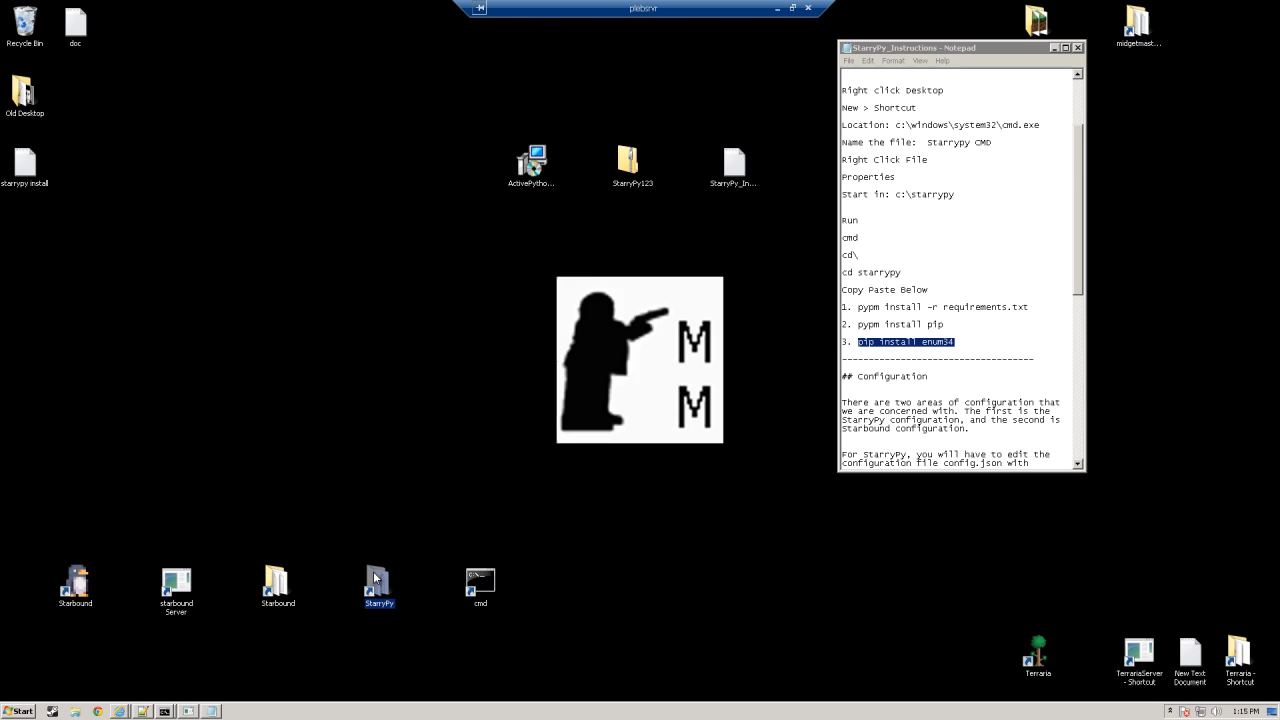 plebsrvr
Recycle Bin
doc
midgetmast...
StarryPy_Instructions - Notepad
File Edit Format View Help
Right click Desktop
New > Shortcut
Location: c:\windows\system32\cmd.exe
Name the file: Starrypy CMD
Right Click File
Properties
Start in: c:\starrypy
Run
cmd
cd\
cd starrypy
Copy Paste Below
1. pypm install -r requirements.txt
2. pypm install pip
3. pip install enum34
------------------------------------
## Configuration
There are two areas of configuration that
we are concerned with. The first is the
StarryPy configuration, and the second is
Starbound configuration.
For StarryPy, you will have to edit the
configuration file config.json with
Old Desktop
starrypy install
ActivePytho...
StarryPy123
StarryPy_In...
M
M
Starbound
starbound
Server
Starbound
StarryPy
cmd
Terraria
TerrariaServer
- Shortcut
New Text
Document
Terraria -
Shortcut
Start
1:15 PM